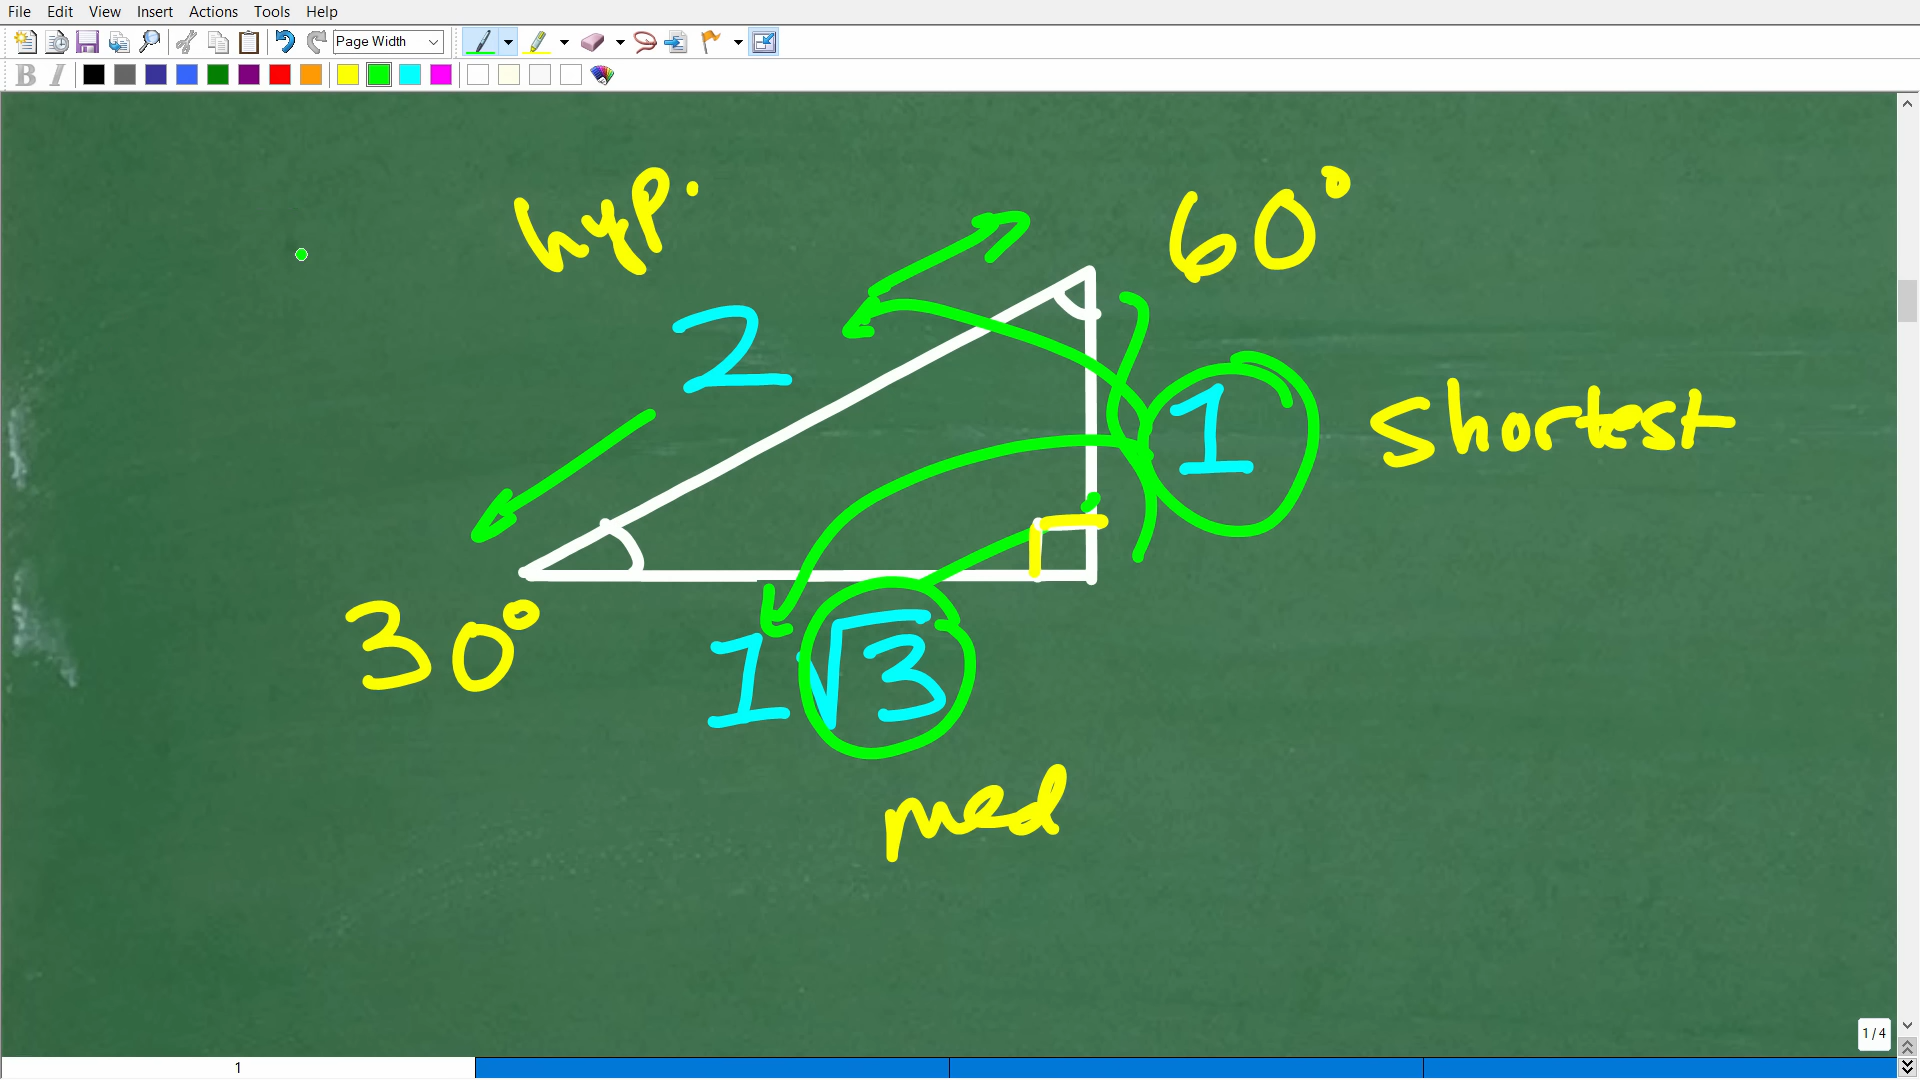 File Edit View Insert Actions Tools Help
Page Width
B I
hyp.
60°
2
1
shortest
30°
1√3
med
1 / 4
1